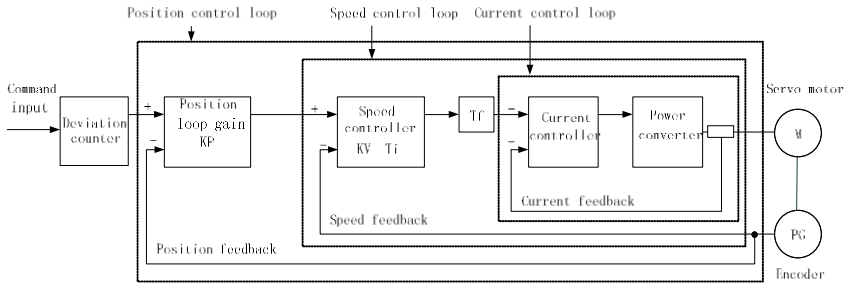 Position control loop
Speed control loop
Current control loop
Command
input
Deviation
counter
+
-
Position
loop gain
KP
+
-
Speed
controller
KV Ti
Tf
-
-
Current
controller
Power
converter
Servo motor
M
Current feedback
Speed feedback
Position feedback
PG
Encoder